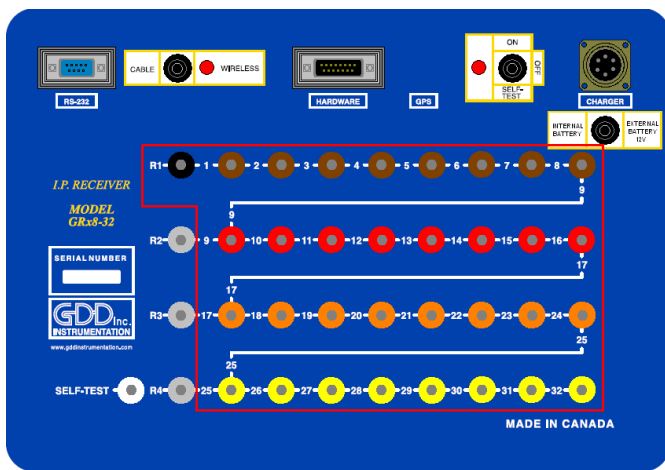 ON
OFF
SELF-
TEST
CABLE
WIRELESS
RS-232
HARDWARE
GPS
CHARGER
INTERNAL
BATTERY
EXTERNAL
BATTERY
12V
R1 1 2 3 4 5 6 7 8
9
I.P. RECEIVER
MODEL
GRx8-32
9
R2 9 10 11 12 13 14 15 16
17
SERIAL NUMBER
17
GDD Inc.
INSTRUMENTATION
R3 17 18 19 20 21 22 23 24
www.gddinstrumentation.com
25
25
SELF-TEST R4 25 26 27 28 29 30 31 32
MADE IN CANADA